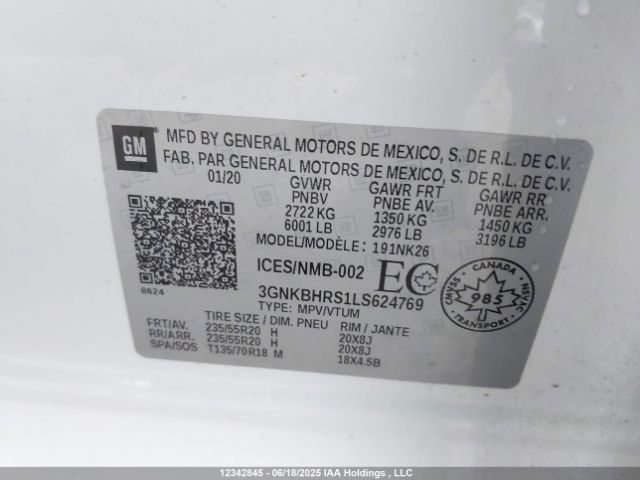 GM
MFD BY GENERAL MOTORS DE MEXICO, S. DE R.L. DE C.V.
FAB. PAR GENERAL MOTORS DE MEXICO, S. DE R.L. DE C.V.
01/20 GVWR GAWR FRT GAWR RR
PNBV PNBE AV. PNBE ARR.
2722 KG 1350 KG 1450 KG
6001 LB 2976 LB 3196 LB
MODEL/MODÈLE: 191NK26
8624 ICES/NMB-002 EC
CANADA
985
NSVAC
3GNKBHRS1LS624769
TYPE: MPV/VTUM
TIRE SIZE / DIM. PNEU RIM / JANTE
FRT/AV. 235/55R20 H 20X8J
RR/ARR. 235/55R20 H 20X8J
SPA/SOS T135/70R18 M 18X4.5B
12342845 - 06/18/2025 IAA Holdings , LLC